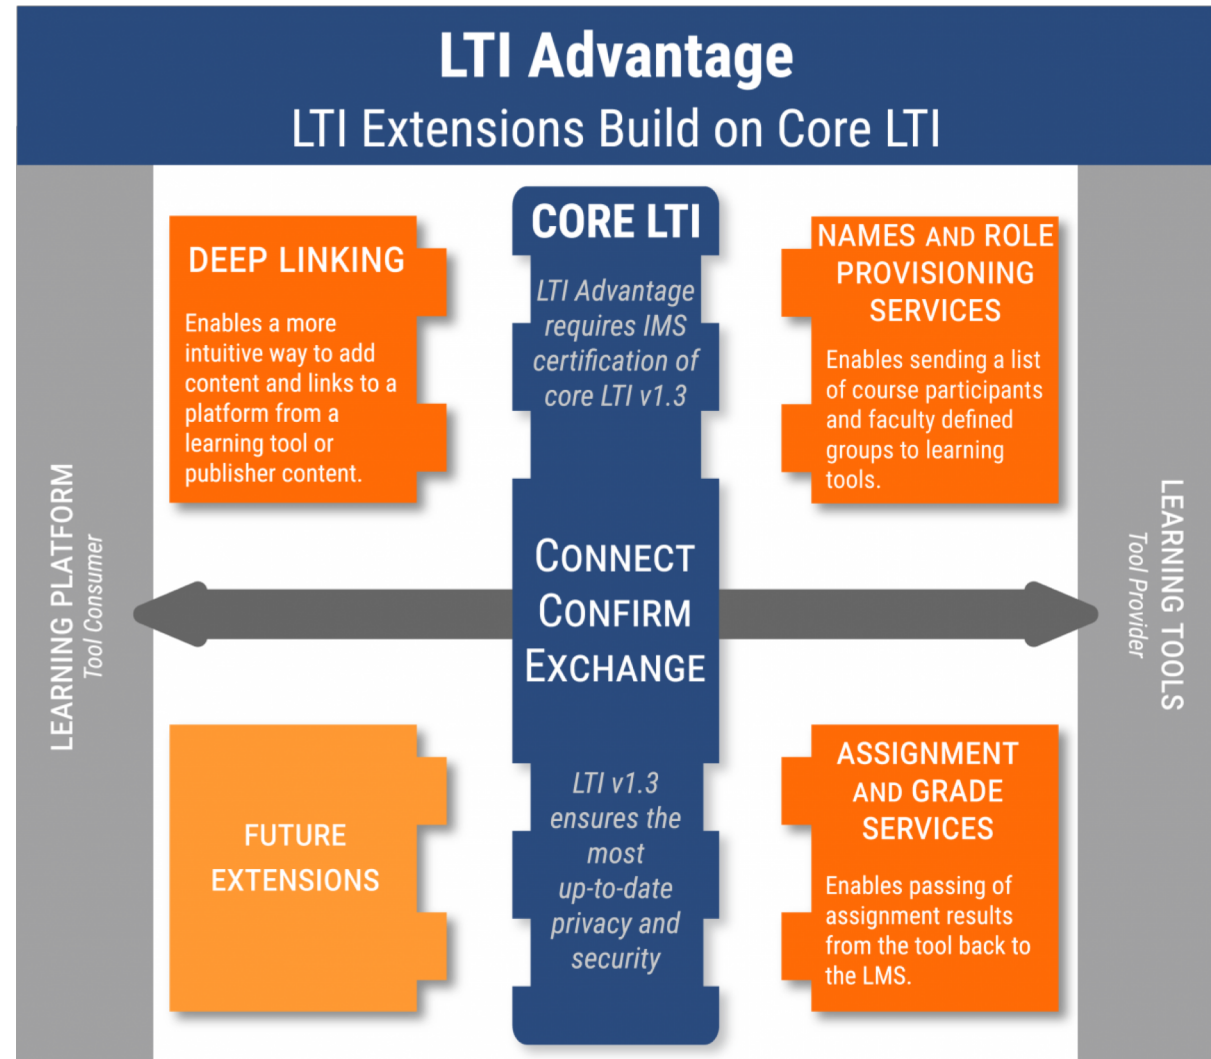 LTI Advantage
LTI Extensions Build on Core LTI
LEARNING PLATFORM
Tool Consumer
DEEP LINKING
Enables a more
intuitive way to add
content and links to a
platform from a
learning tool or
publisher content.
CORE LTI
LTI Advantage
requires IMS
certification of
core LTI v1.3
NAMES AND ROLE
PROVISIONING
SERVICES
Enables sending a list
of course participants
and faculty defined
groups to learning
tools.
CONNECT
CONFIRM
EXCHANGE
LEARNING TOOLS
Tool Provider
FUTURE
EXTENSIONS
LTI v1.3
ensures the
most
up-to-date
privacy and
security
ASSIGNMENT
AND GRADE
SERVICES
Enables passing of
assignment results
from the tool back to
the LMS.